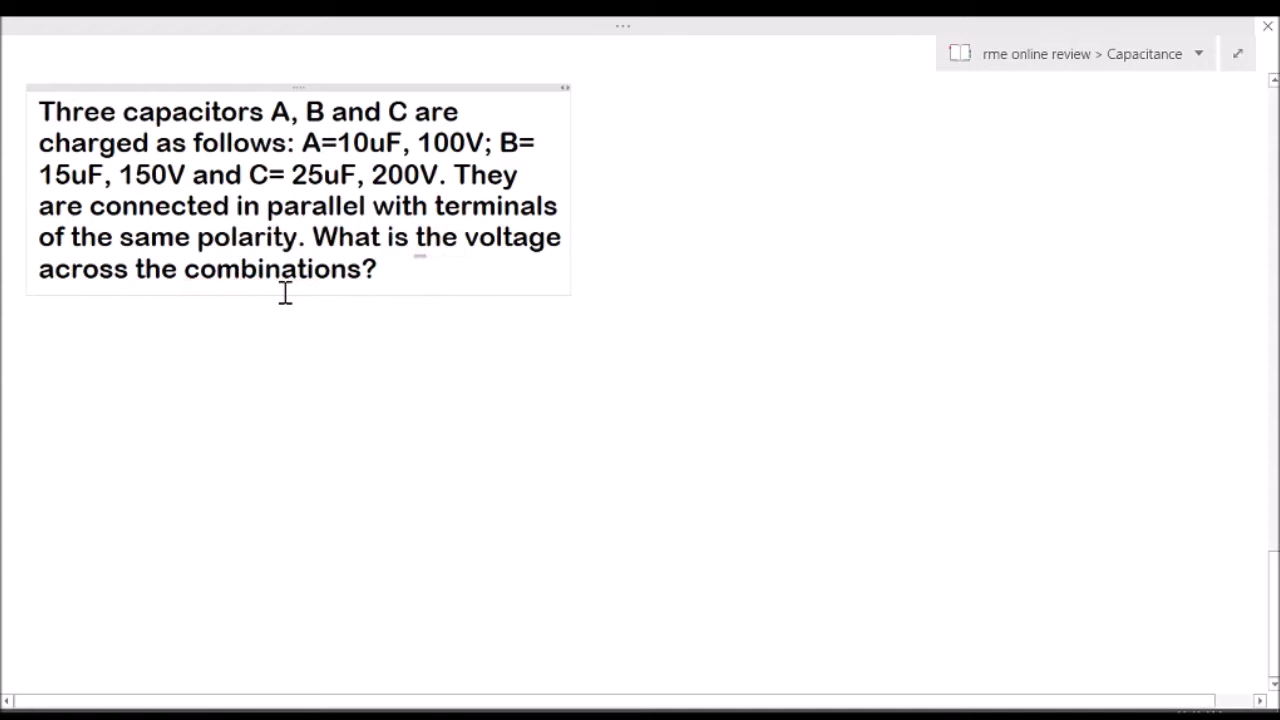 rme online review > Capacitance
Three capacitors A, B and C are
charged as follows: A=10uF, 100V; B=
15uF, 150V and C= 25uF, 200V. They
are connected in parallel with terminals
of the same polarity. What is the voltage
across the combinations?